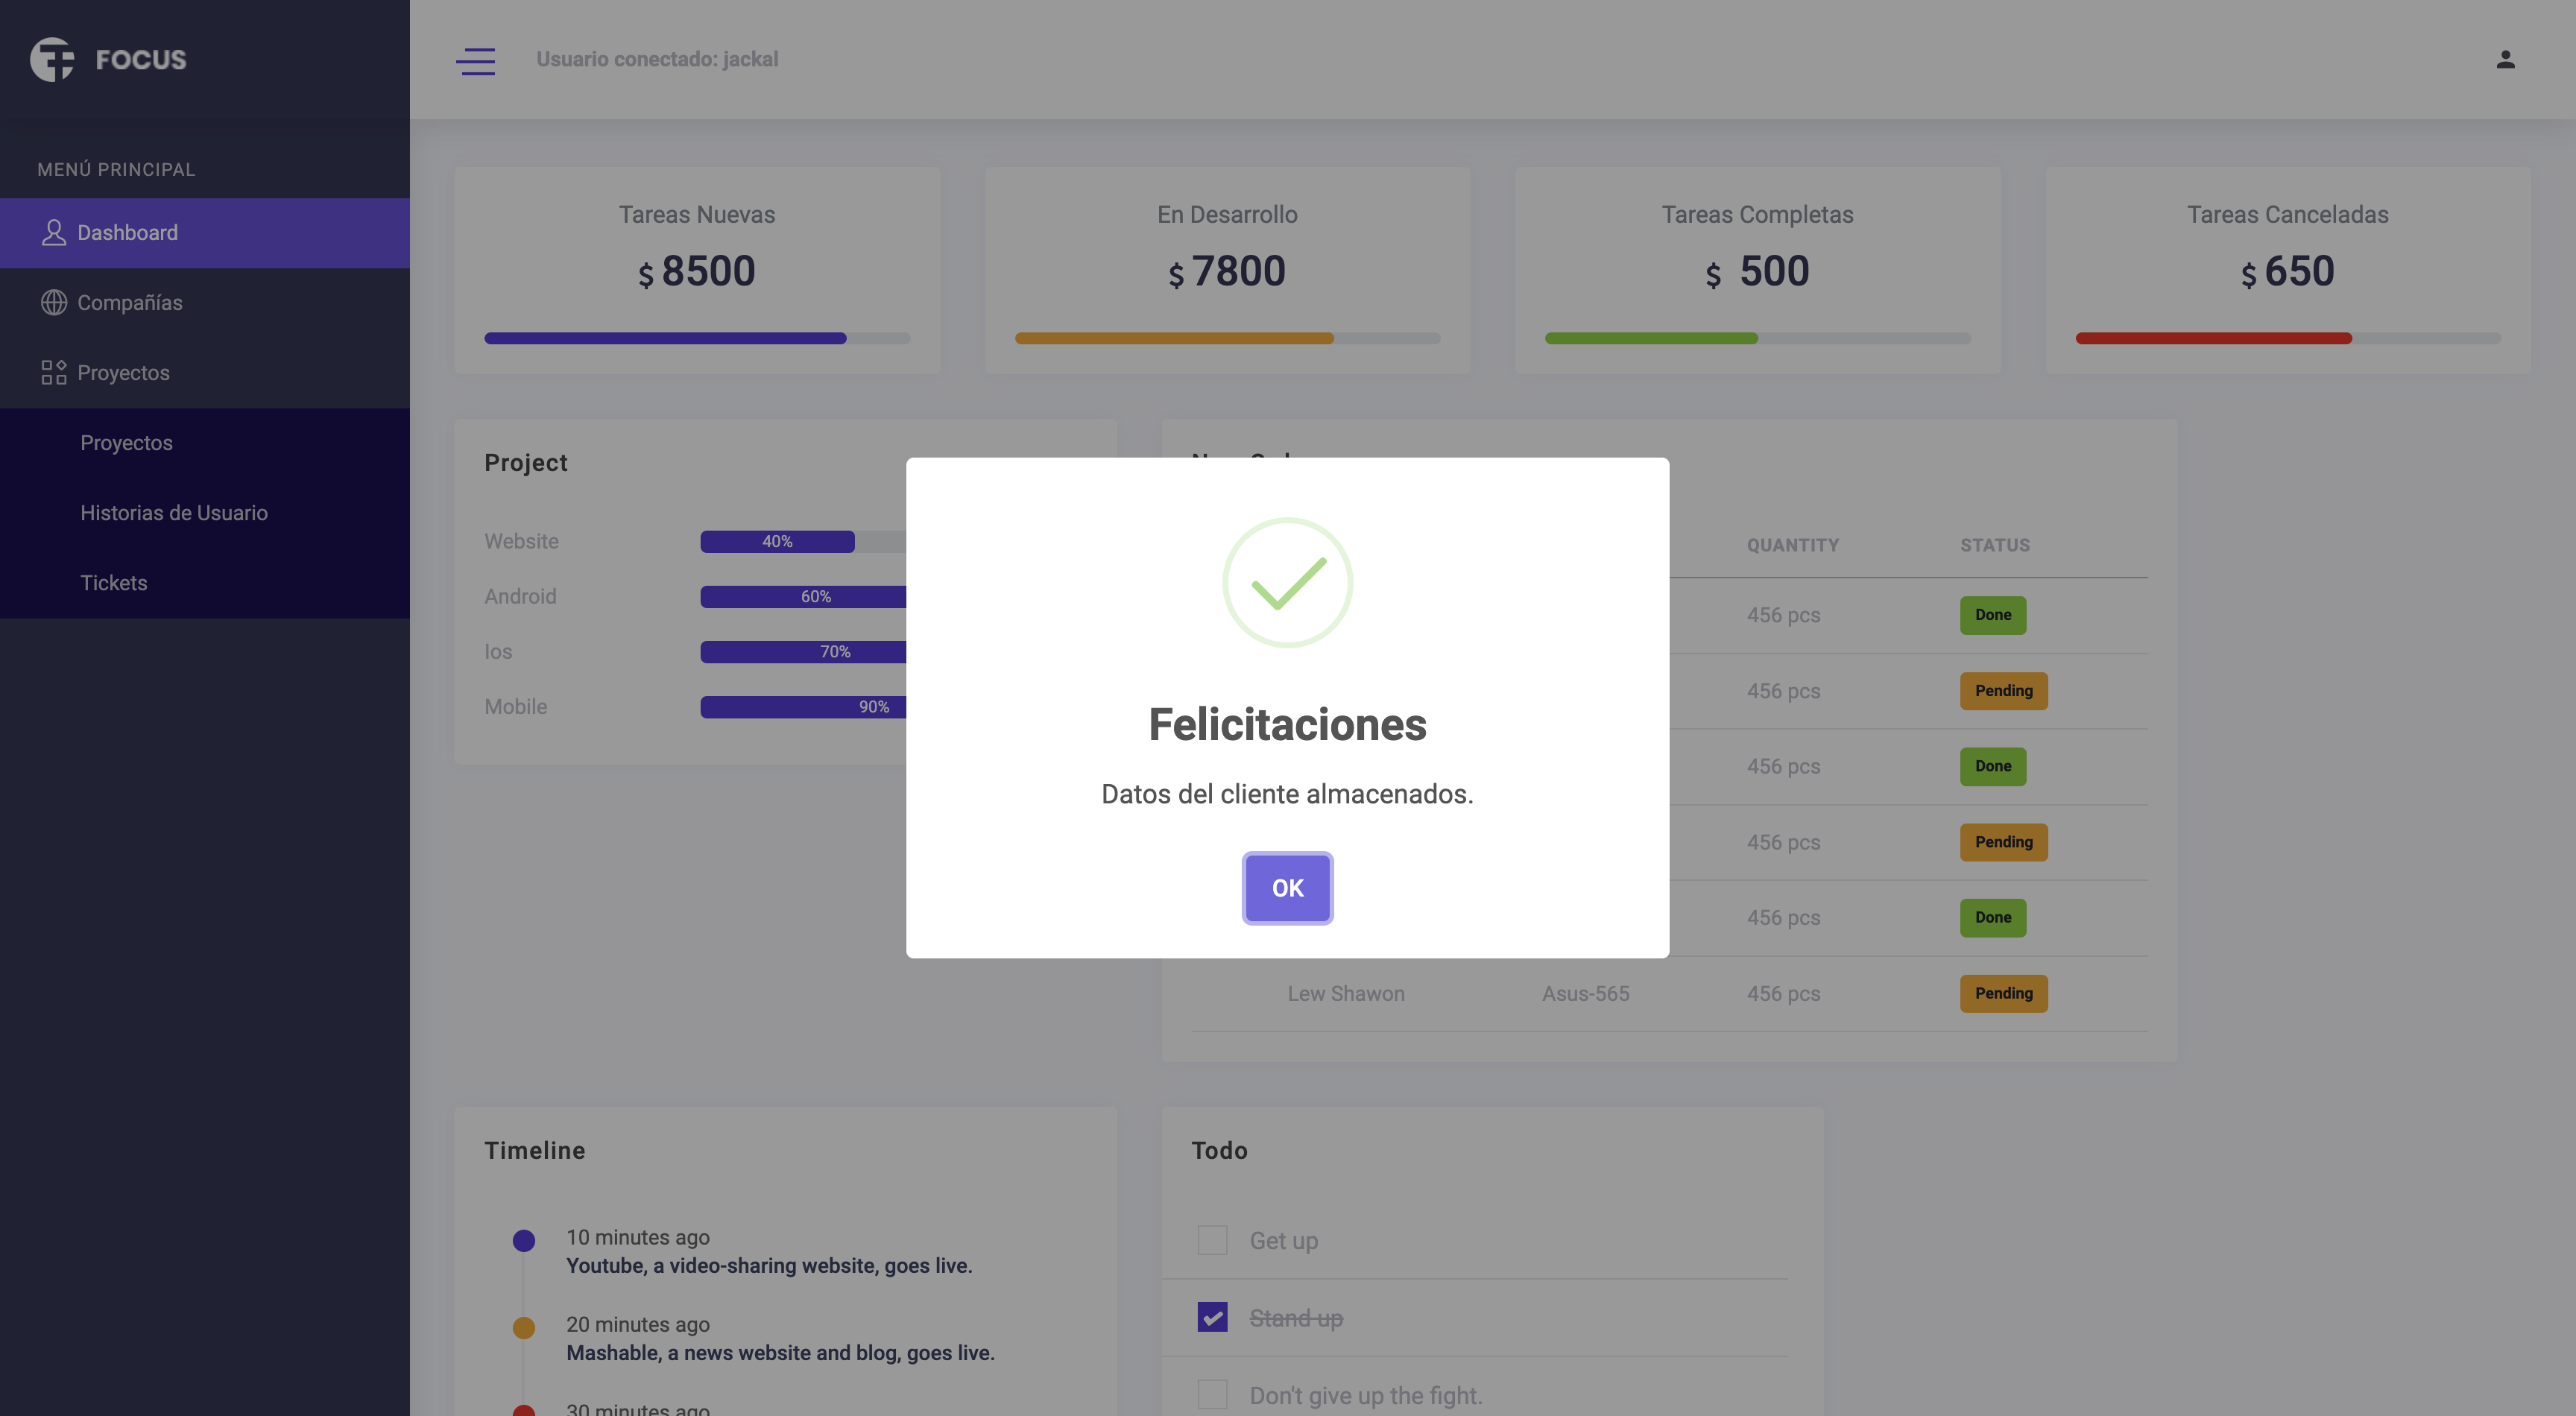 FOCUS
Usuario conectado: jackal
MENÚ PRINCIPAL
Dashboard
Compañías
Proyectos
Proyectos
Historias de Usuario
Tickets
Tareas Nuevas
$ 8500
En Desarrollo
$ 7800
Tareas Completas
$ 500
Tareas Canceladas
$ 650
Project
Website 40%
Android 60%
Ios 70%
Mobile 90%
QUANTITY STATUS
456 pcs Done
456 pcs Pending
456 pcs Done
456 pcs Pending
456 pcs Done
Lew Shawon Asus-565 456 pcs Pending
Felicitaciones
Datos del cliente almacenados.
OK
Timeline
10 minutes ago
Youtube, a video-sharing website, goes live.
20 minutes ago
Mashable, a news website and blog, goes live.
30 minutes ago
Todo
Get up
Stand up
Don't give up the fight.